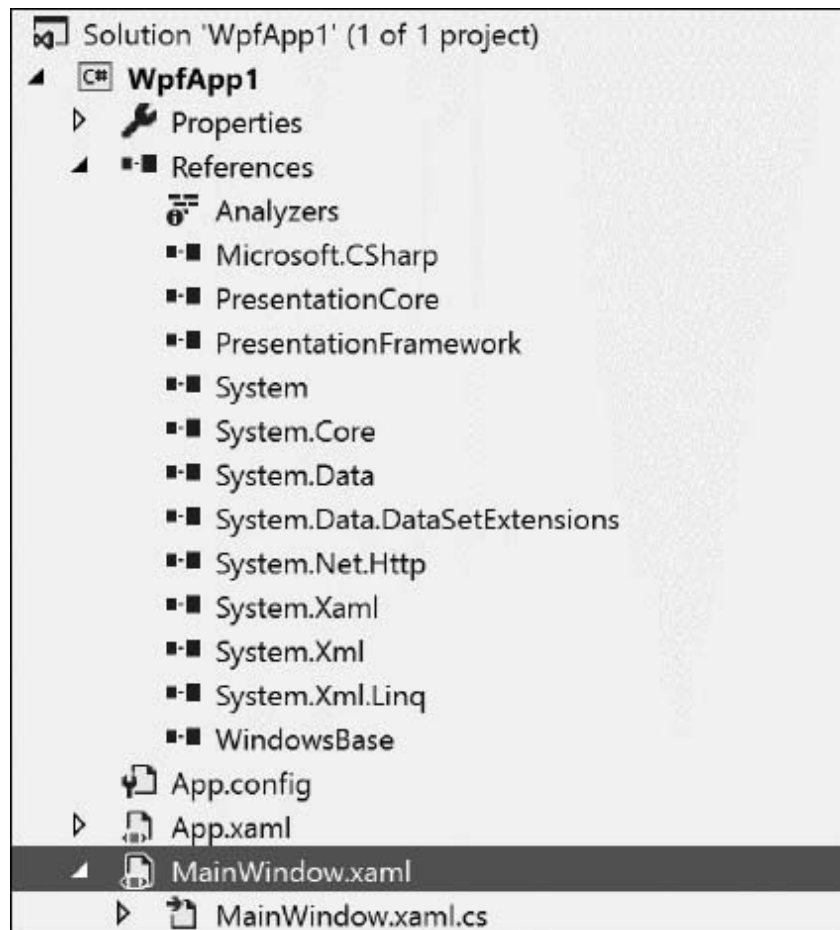 Solution 'WpfApp1' (1 of 1 project)
C# WpfApp1
Properties
References
Analyzers
Microsoft.CSharp
PresentationCore
PresentationFramework
System
System.Core
System.Data
System.Data.DataSetExtensions
System.Net.Http
System.Xaml
System.Xml
System.Xml.Linq
WindowsBase
App.config
App.xaml
MainWindow.xaml
MainWindow.xaml.cs